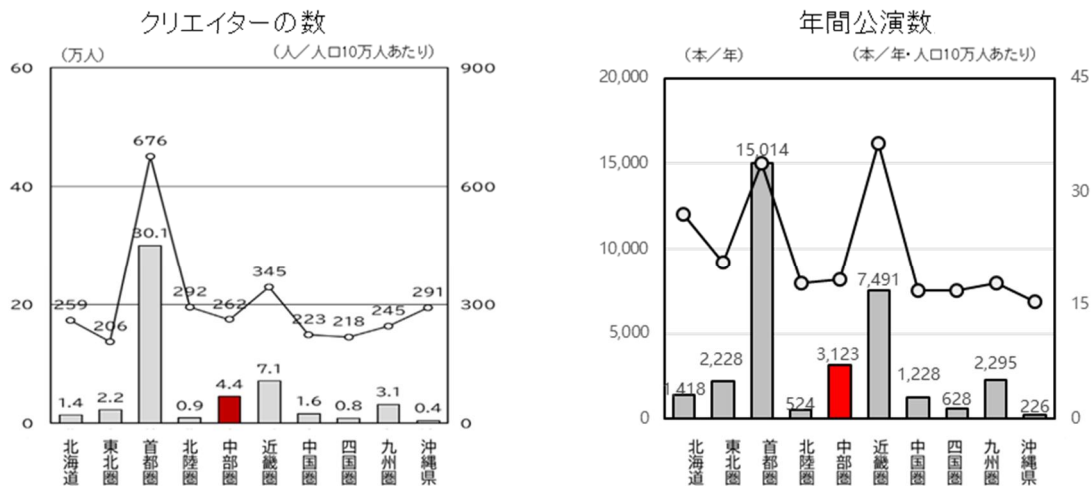 クリエイターの数
（万人）
（人／人口10万人あたり）
60
40
20
0
900
600
300
0
259
206
676
292
262
345
223
218
245
291
1.4
2.2
30.1
0.9
4.4
7.1
1.6
0.8
3.1
0.4
北海道
東北圏
首都圏
北陸圏
中部圏
近畿圏
中国圏
四国圏
九州圏
沖縄県
年間公演数
（本／年）
（本／年・人口10万人あたり）
20,000
15,000
10,000
5,000
0
45
30
15
0
1,418
2,228
15,014
524
3,123
7,491
1,228
628
2,295
226
北海道
東北圏
首都圏
北陸圏
中部圏
近畿圏
中国圏
四国圏
九州圏
沖縄県